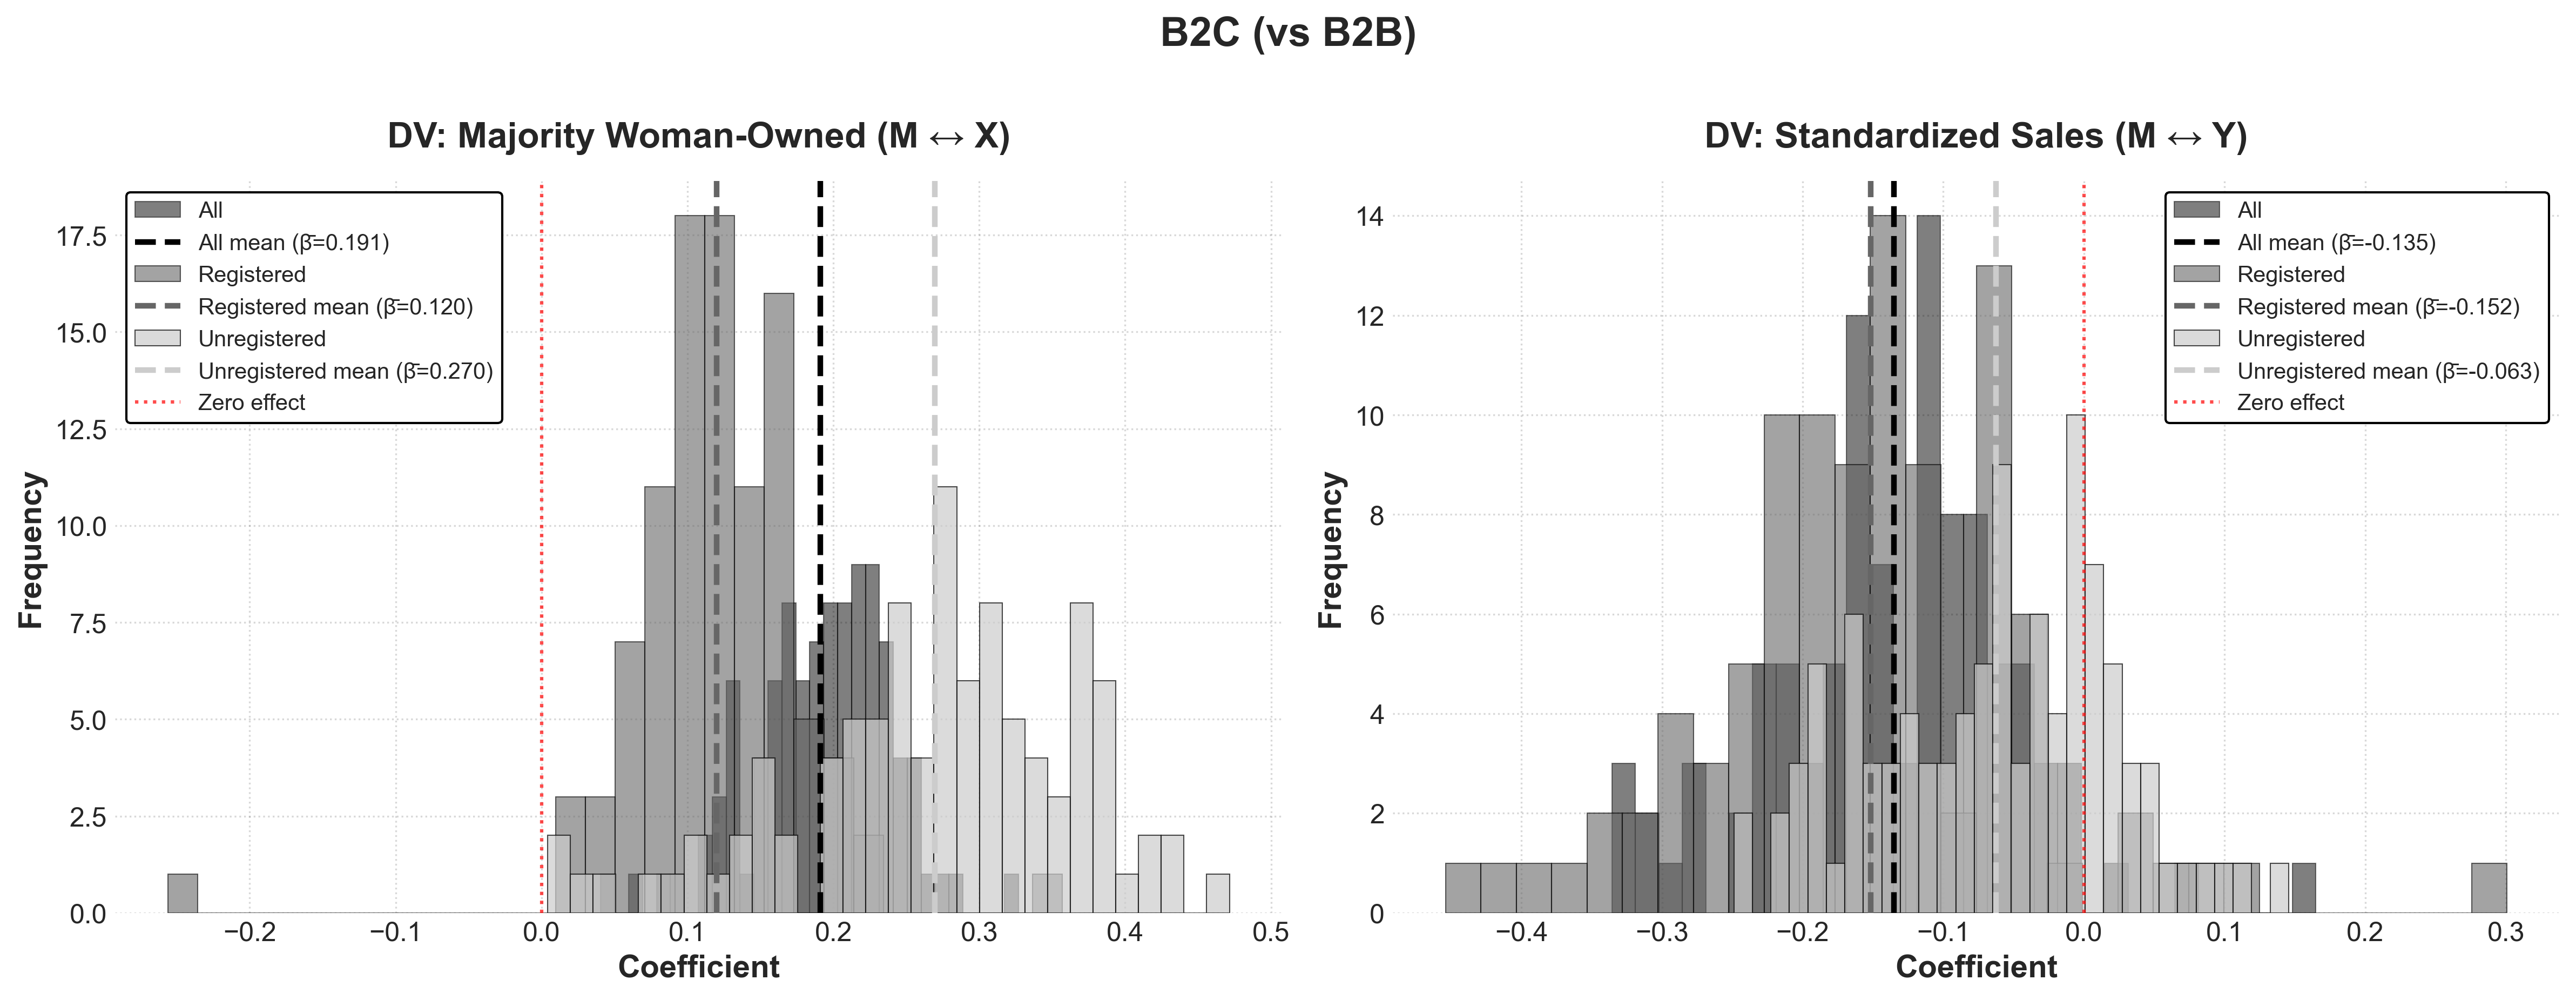 B2C (vs B2B)
DV: Majority Woman-Owned (M ↔ X)
All
All mean (β̄=0.191)
Registered
Registered mean (β̄=0.120)
Unregistered
Unregistered mean (β̄=0.270)
Zero effect
Frequency
17.5
15.0
12.5
10.0
7.5
5.0
2.5
0.0
−0.2 −0.1 0.0 0.1 0.2 0.3 0.4 0.5
Coefficient
DV: Standardized Sales (M ↔ Y)
All
All mean (β̄=-0.135)
Registered
Registered mean (β̄=-0.152)
Unregistered
Unregistered mean (β̄=-0.063)
Zero effect
Frequency
14
12
10
8
6
4
2
0
−0.4 −0.3 −0.2 −0.1 0.0 0.1 0.2 0.3
Coefficient